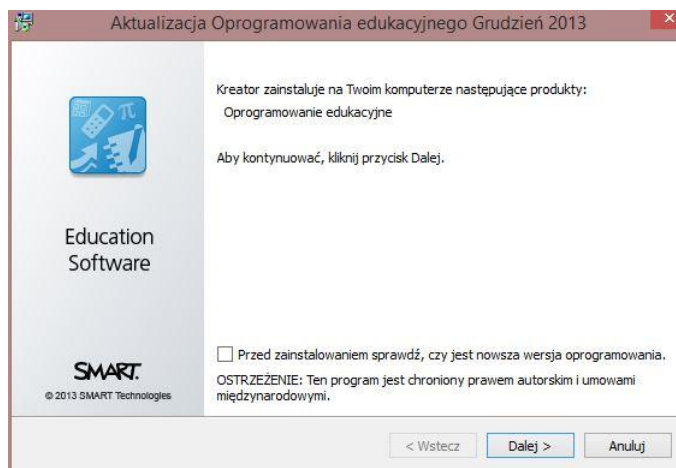 Aktualizacja Oprogramowania edukacyjnego Grudzień 2013
Kreator zainstaluje na Twoim komputerze następujące produkty:
Oprogramowanie edukacyjne
Aby kontynuować, kliknij przycisk Dalej.
Education
Software
Przed zainstalowaniem sprawdź, czy jest nowsza wersja oprogramowania.
OSTRZEŻENIE: Ten program jest chroniony prawem autorskim i umowami
międzynarodowymi.
SMART.
© 2013 SMART Technologies
< Wstecz
Dalej >
Anuluj